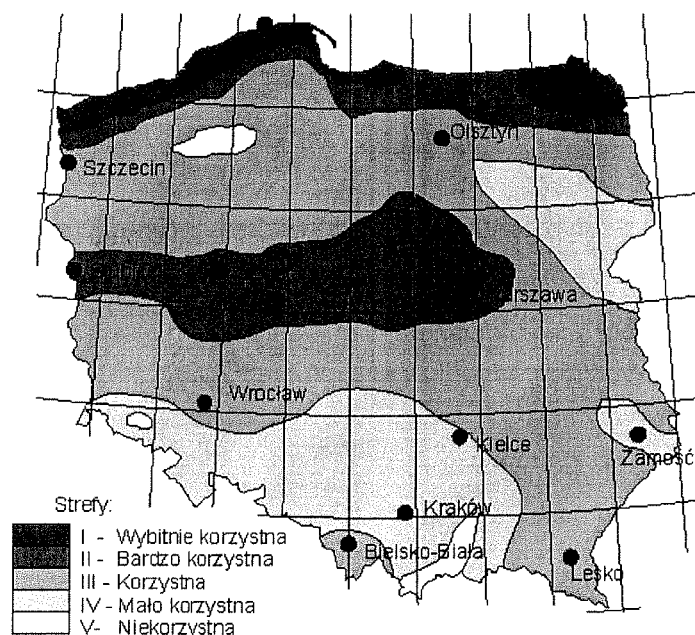 Olsztyn
Szczecin
Wrocław
Kielce
Zamość
Kraków
Bielsko-Biała
Lesko
Strefy:
I - Wybitnie korzystna
II - Bardzo korzystna
III - Korzystna
IV - Mało korzystna
V- Niekorzystna